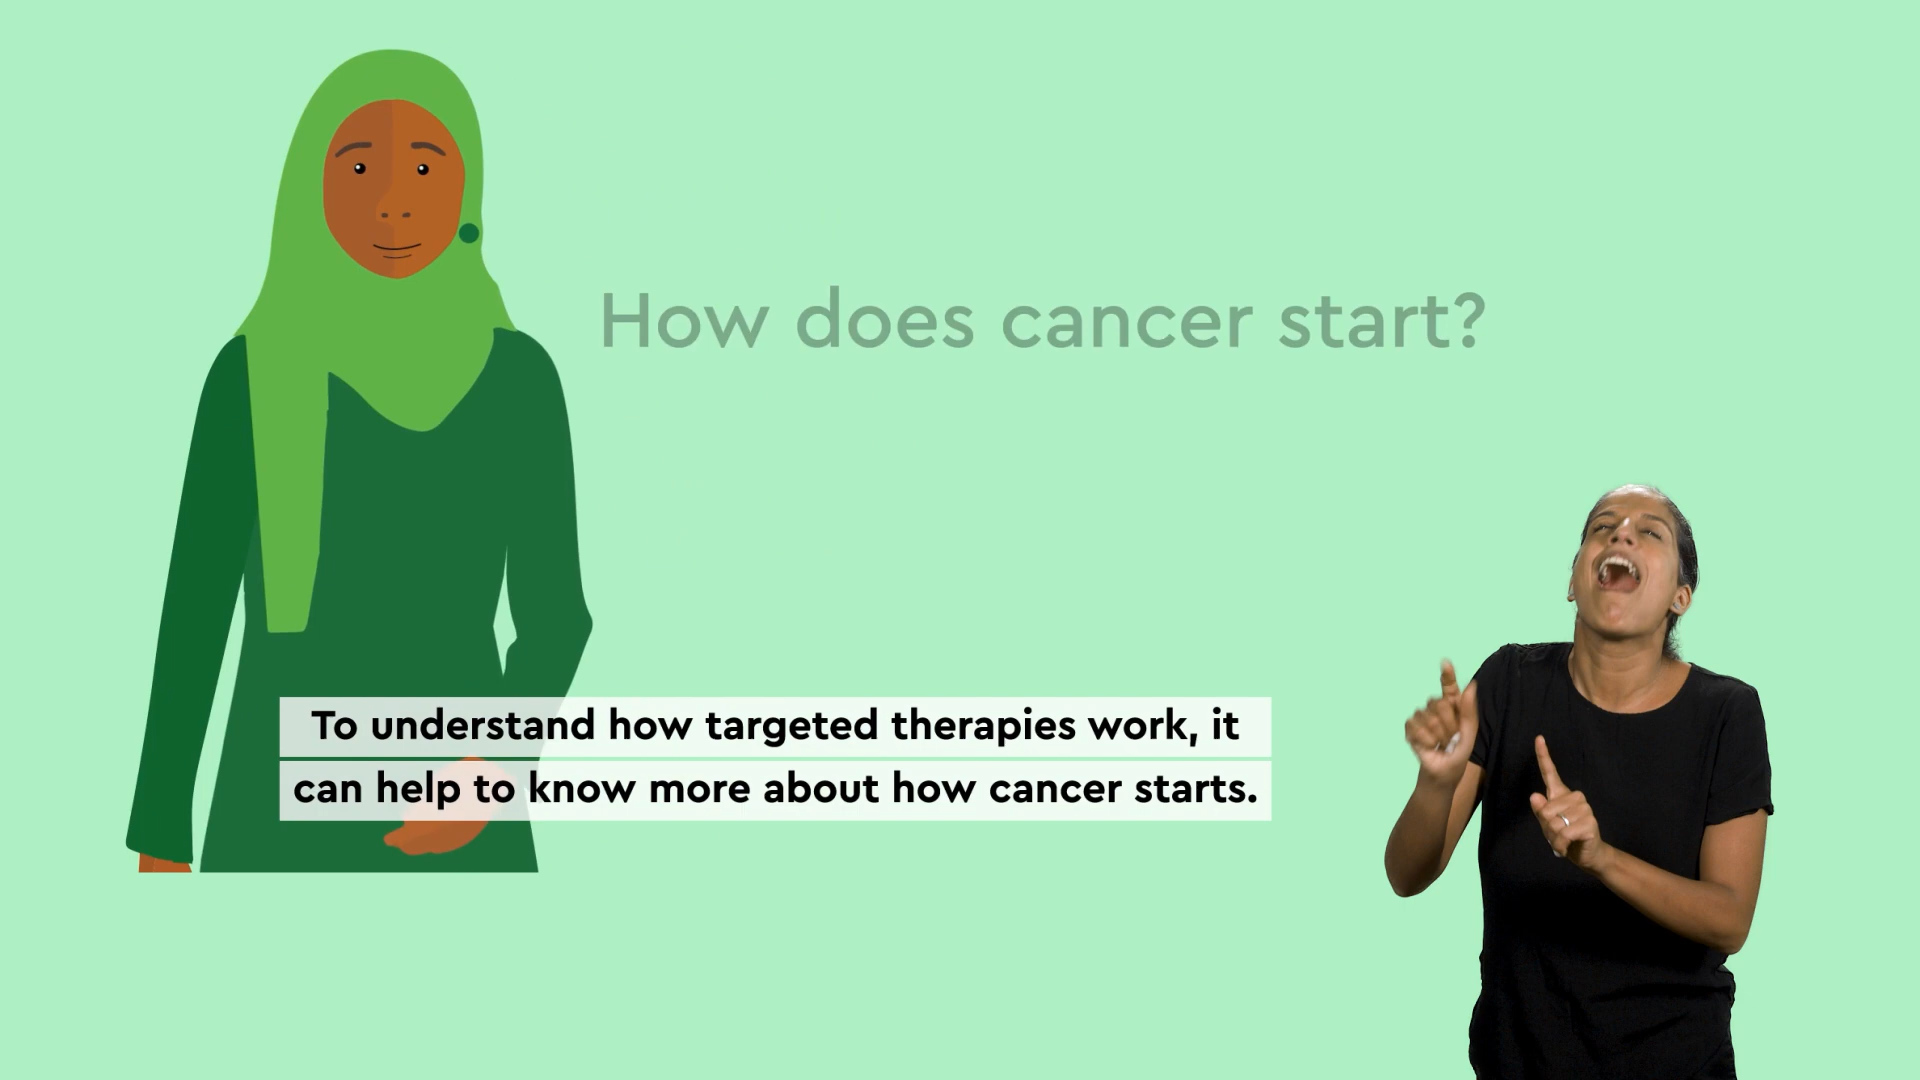 How does cancer start?
To understand how targeted therapies work, it
can help to know more about how cancer starts.